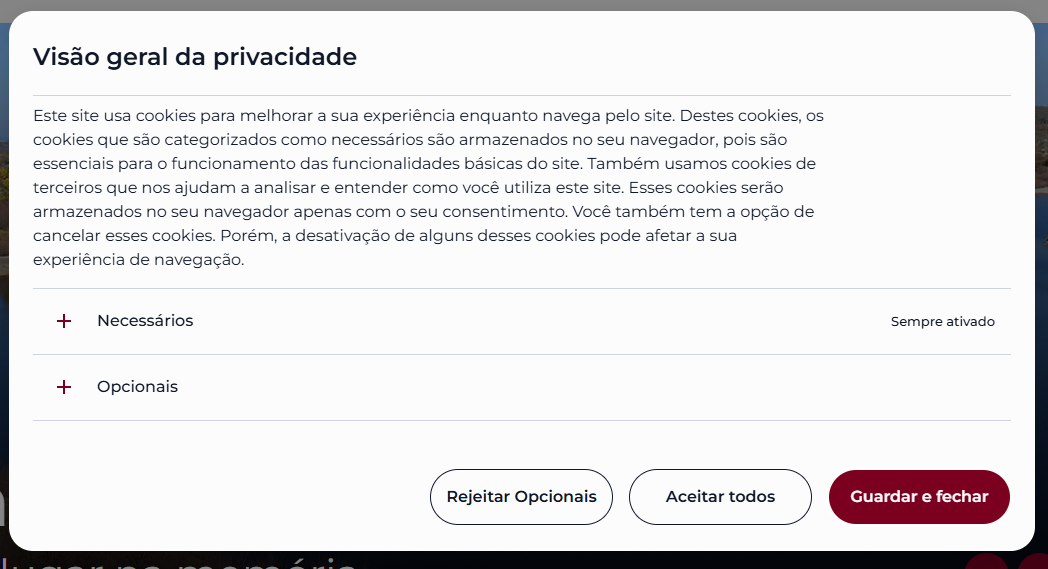 Visão geral da privacidade
Este site usa cookies para melhorar a sua experiência enquanto navega pelo site. Destes cookies, os
cookies que são categorizados como necessários são armazenados no seu navegador, pois são
essenciais para o funcionamento das funcionalidades básicas do site. Também usamos cookies de
terceiros que nos ajudam a analisar e entender como você utiliza este site. Esses cookies serão
armazenados no seu navegador apenas com o seu consentimento. Você também tem a opção de
cancelar esses cookies. Porém, a desativação de alguns desses cookies pode afetar a sua
experiência de navegação.
Necessários
Sempre ativado
Opcionais
Rejeitar Opcionais
Aceitar todos
Guardar e fechar
lugar na memória